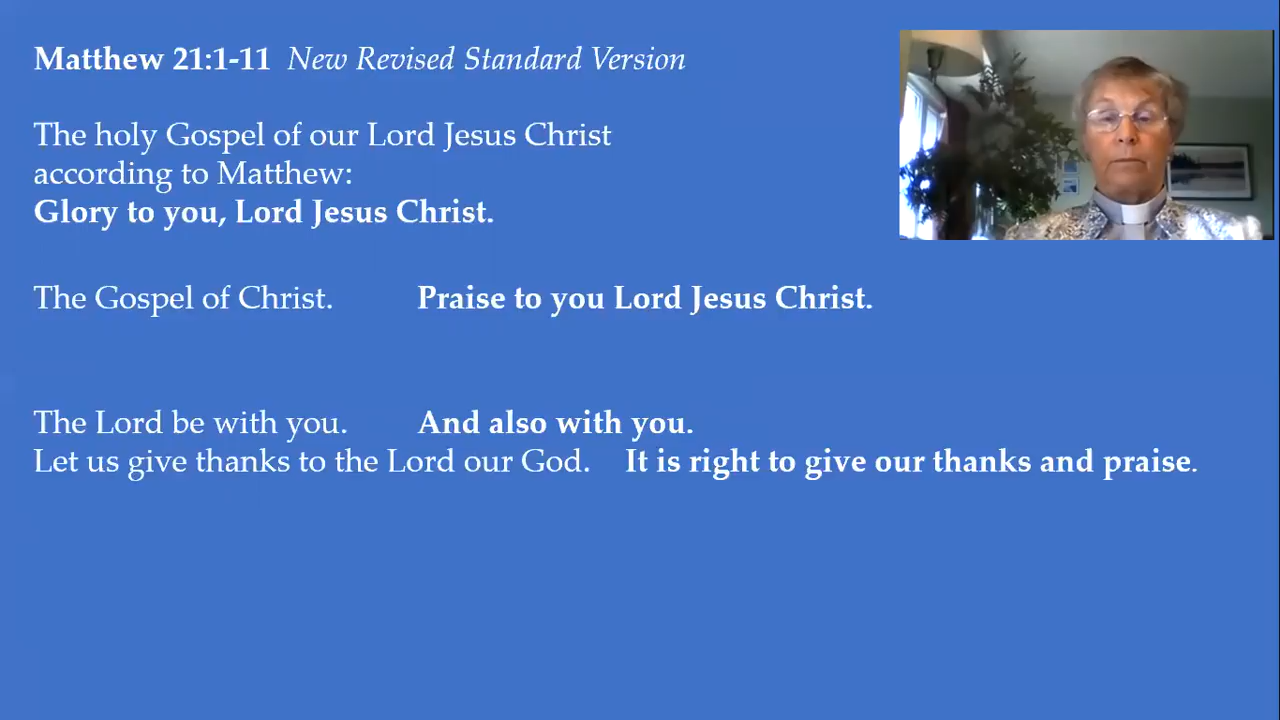 Matthew 21:1-11 New Revised Standard Version
The holy Gospel of our Lord Jesus Christ
according to Matthew:
Glory to you, Lord Jesus Christ.
The Gospel of Christ. Praise to you Lord Jesus Christ.
The Lord be with you. And also with you.
Let us give thanks to the Lord our God. It is right to give our thanks and praise.